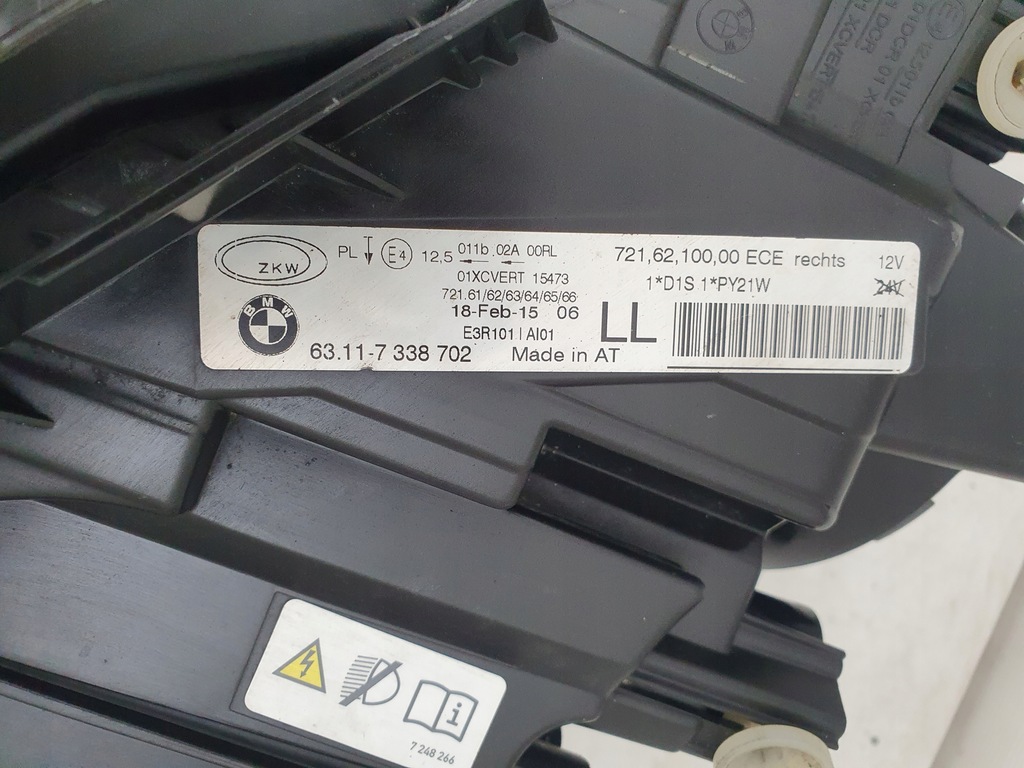 ZKW
PL E4 12,5 011b 02A 00RL
01XCVERT 15473
721.61/62/63/64/65/66
18-Feb-15 06
E3R101 | AI01
BMW
63.11-7 338 702 Made in AT
LL
721,62,100,00 ECE rechts 12V
1*D1S 1*PY21W 24V
7 248 266